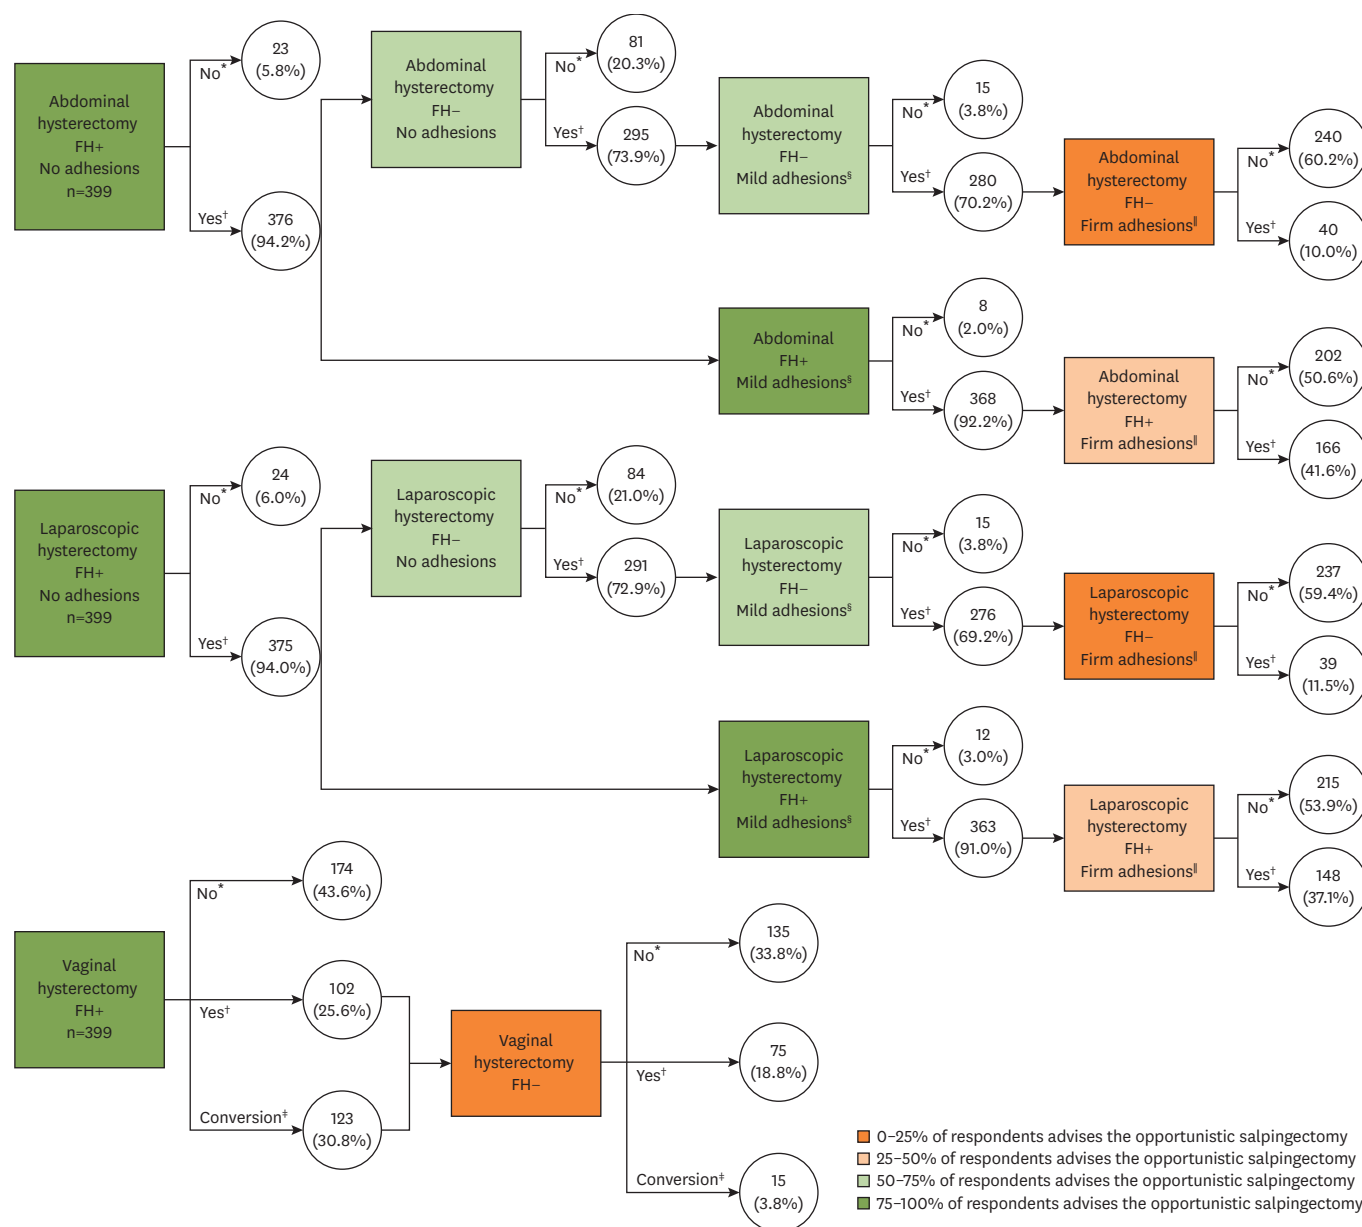 Abdominal
hysterectomy
FH+
No adhesions
n=399
No*
23
(5.8%)
Yes†
376
(94.2%)
Abdominal
hysterectomy
FH−
No adhesions
No*
81
(20.3%)
Yes†
295
(73.9%)
Abdominal
hysterectomy
FH−
Mild adhesions§
No*
15
(3.8%)
Yes†
280
(70.2%)
Abdominal
hysterectomy
FH−
Firm adhesions‖
No*
240
(60.2%)
Yes†
40
(10.0%)
Abdominal
FH+
Mild adhesions§
No*
8
(2.0%)
Yes†
368
(92.2%)
Abdominal
hysterectomy
FH+
Firm adhesions‖
No*
202
(50.6%)
Yes†
166
(41.6%)
Laparoscopic
hysterectomy
FH+
No adhesions
n=399
No*
24
(6.0%)
Yes†
375
(94.0%)
Laparoscopic
hysterectomy
FH−
No adhesions
No*
84
(21.0%)
Yes†
291
(72.9%)
Laparoscopic
hysterectomy
FH−
Mild adhesions§
No*
15
(3.8%)
Yes†
276
(69.2%)
Laparoscopic
hysterectomy
FH−
Firm adhesions‖
No*
237
(59.4%)
Yes†
39
(11.5%)
Laparoscopic
hysterectomy
FH+
Mild adhesions§
No*
12
(3.0%)
Yes†
363
(91.0%)
Laparoscopic
hysterectomy
FH+
Firm adhesions‖
No*
215
(53.9%)
Yes†
148
(37.1%)
Vaginal
hysterectomy
FH+
n=399
No*
174
(43.6%)
Yes†
102
(25.6%)
Conversion‡
123
(30.8%)
Vaginal
hysterectomy
FH−
No*
135
(33.8%)
Yes†
75
(18.8%)
Conversion‡
15
(3.8%)
0−25% of respondents advises the opportunistic salpingectomy
25−50% of respondents advises the opportunistic salpingectomy
50−75% of respondents advises the opportunistic salpingectomy
75−100% of respondents advises the opportunistic salpingectomy